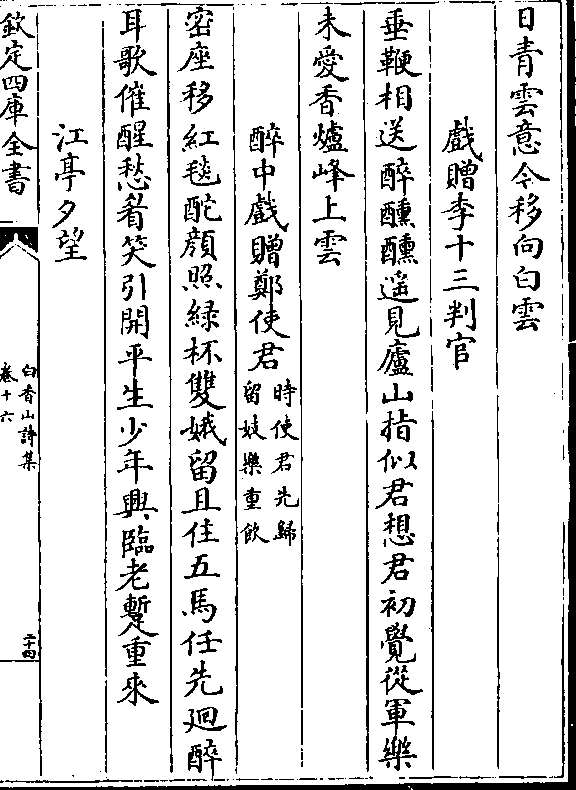 日青雲意今移向白雲
戯贈李十三判官
垂鞭相送醉醺醺遥見廬山指似君想君初覺從軍樂
未愛香爐峰上雲
醉中戯贈鄭使君時使君先歸留妓樂重飲
密座移紅毯酡顔照緑杯雙娥留且住五馬任先廻醉
耳歌催醒愁肴笑引開平生少年興臨老暫重來
江亭夕望
欽定四庫全書
白香山詩集
卷十六
二十四